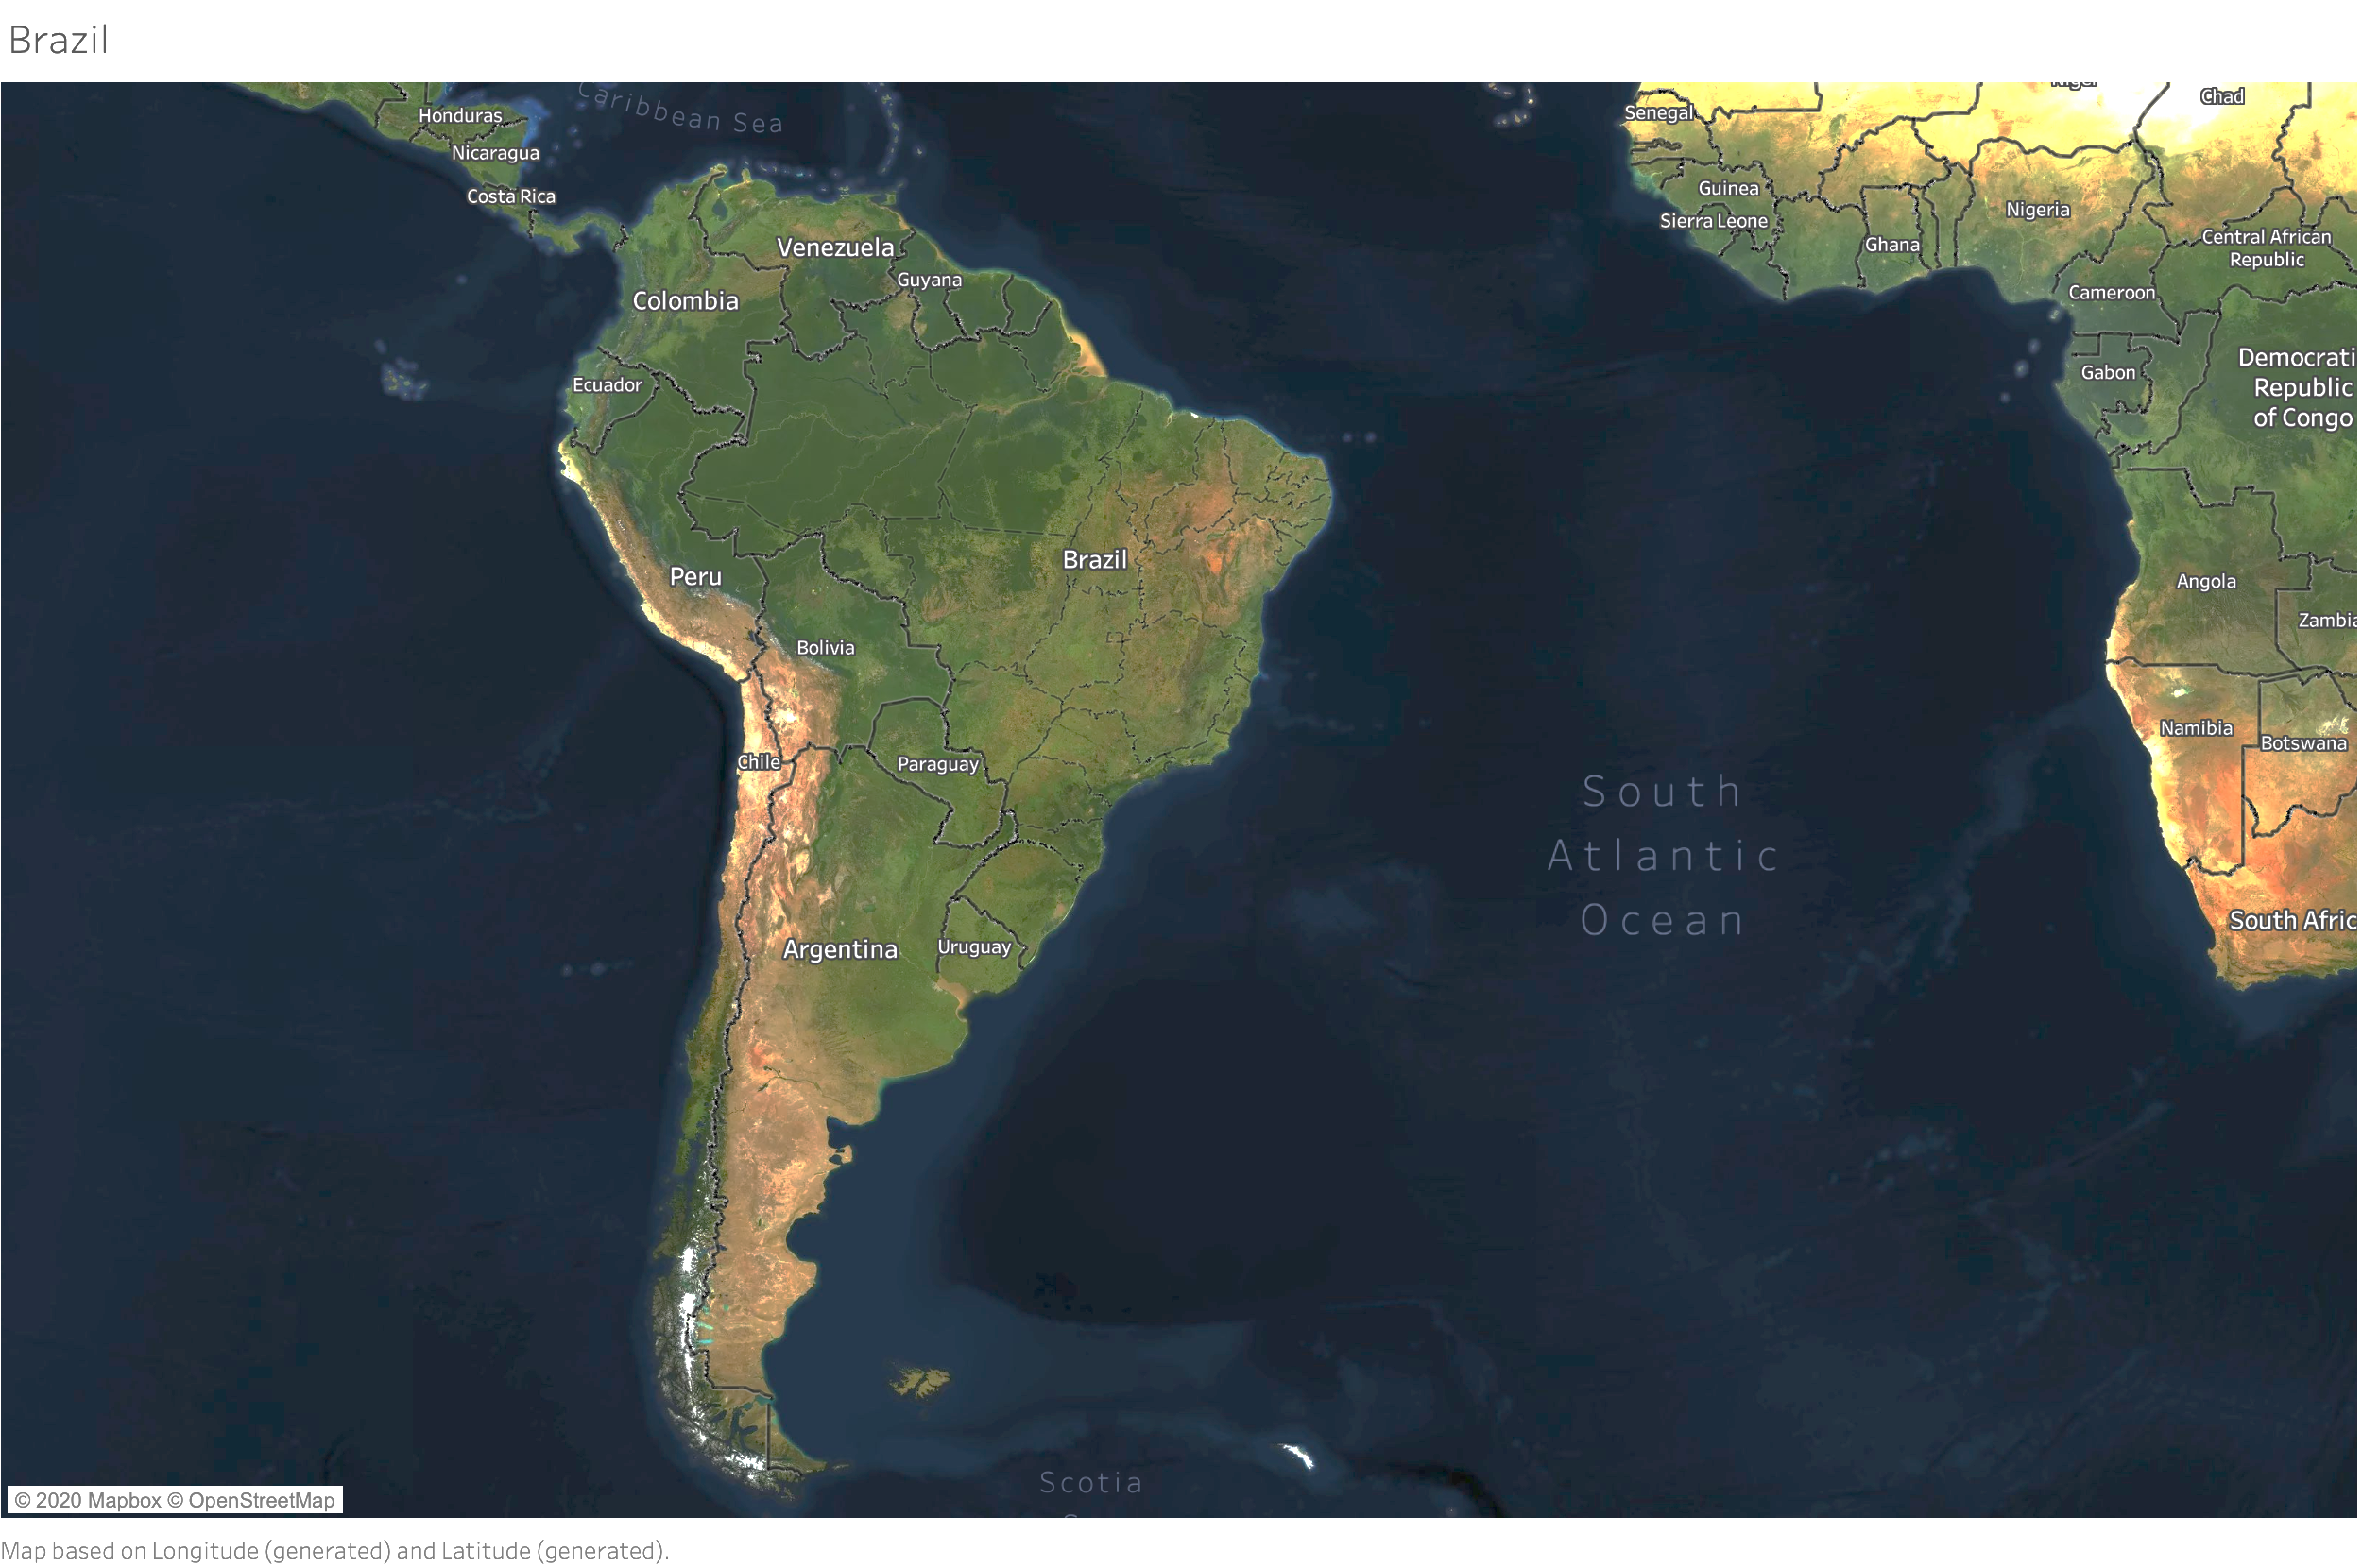 Brazil
Caribbean Sea
Honduras
Nicaragua
Costa Rica
Venezuela
Guyana
Colombia
Ecuador
Brazil
Peru
Bolivia
Chile
Paraguay
Argentina
Uruguay
South
Atlantic
Ocean
Scotia
Senegal
Niger
Chad
Guinea
Sierra Leone
Ghana
Nigeria
Central African
Republic
Cameroon
Gabon
Democrati
Republic
of Congo
Angola
Zambia
Namibia
Botswana
South Afric
© 2020 Mapbox © OpenStreetMap
Map based on Longitude (generated) and Latitude (generated).